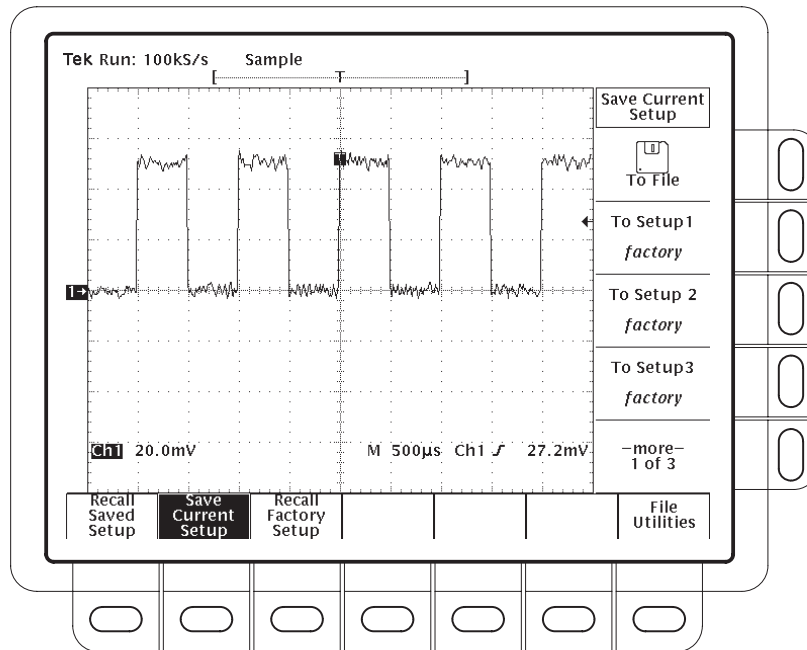 Tek Run: 100kS/s Sample
[ T ]
Save Current
Setup
To File
To Setup1
factory
To Setup 2
factory
To Setup3
factory
–more–
1 of 3
T
1→
Ch1 20.0mV M 500µs Ch1 27.2mV
Recall
Saved
Setup
Save
Current
Setup
Recall
Factory
Setup
File
Utilities